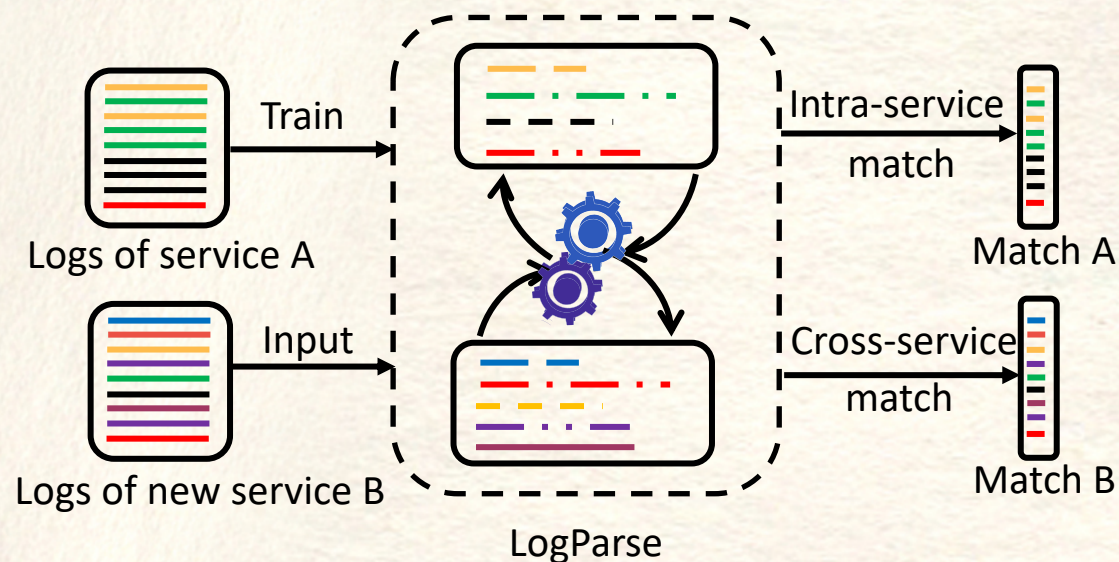 Train
Intra-service
match
Logs of service A
Match A
Input
Cross-service
match
Logs of new service B
Match B
LogParse